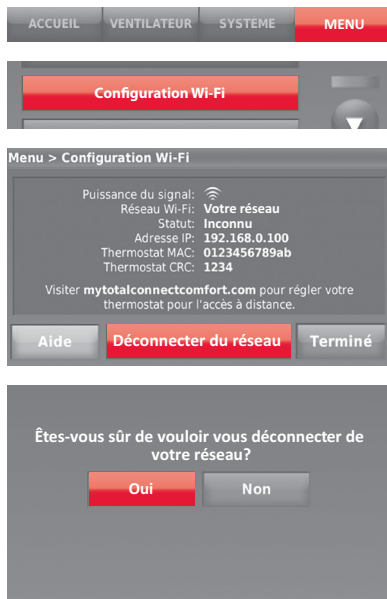 ACCUEIL VENTILATEUR SYSTEME MENU
Configuration Wi-Fi
Menu > Configuration Wi-Fi
Puissance du signal:
Réseau Wi-Fi: Votre réseau
Statut: Inconnu
Adresse IP: 192.168.0.100
Thermostat MAC: 0123456789ab
Thermostat CRC: 1234
Visiter mytotalconnectcomfort.com pour régler votre
thermostat pour l'accès à distance.
Aide Déconnecter du réseau Terminé
Êtes-vous sûr de vouloir vous déconnecter de
votre réseau?
Oui Non